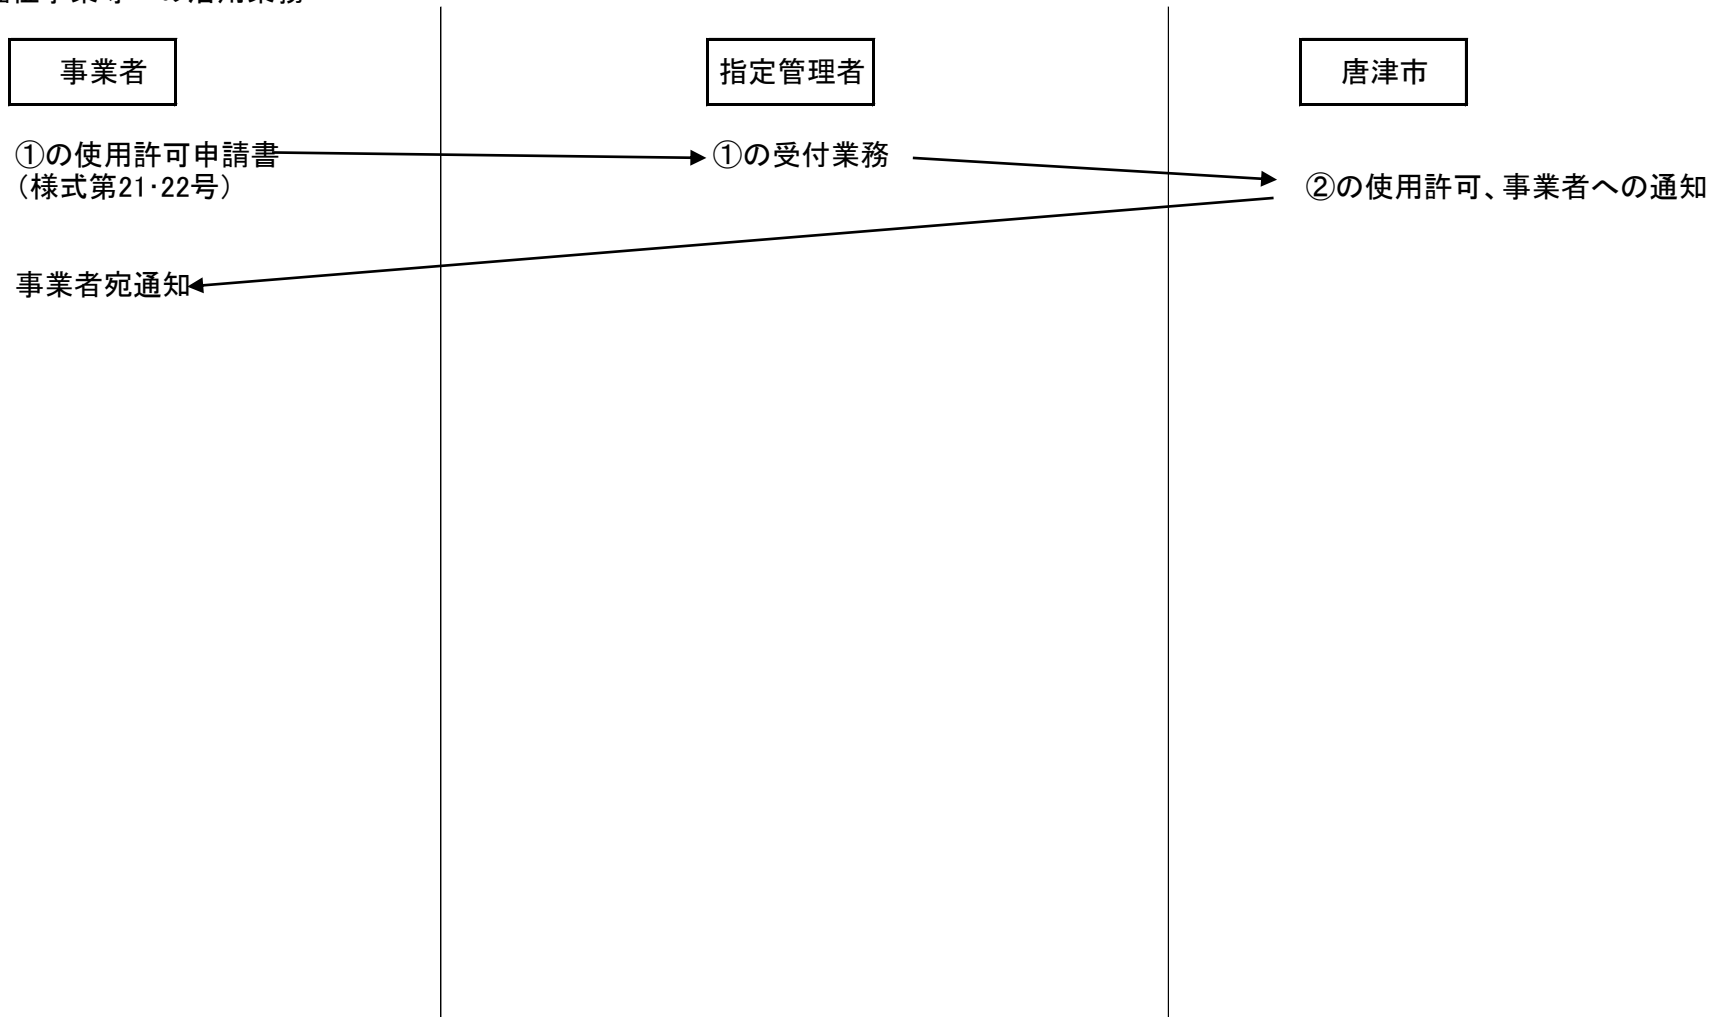 事業者
指定管理者
唐津市
①の使用許可申請書
（様式第21・22号）
①の受付業務
②の使用許可、事業者への通知
事業者宛通知